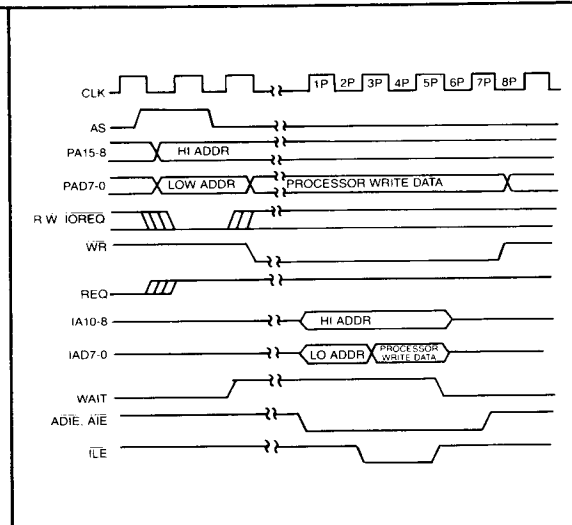 CLK 1P 2P 3P 4P 5P 6P 7P 8P
AS
PA15-8 HI ADDR
PAD7-0 LOW ADDR PROCESSOR WRITE DATA
R W IOREQ
WR
REQ
IA10-8 HI ADDR
IAD7-0 LO ADDR PROCESSOR
WRITE DATA
WAIT
ADIE, AIE
ILE